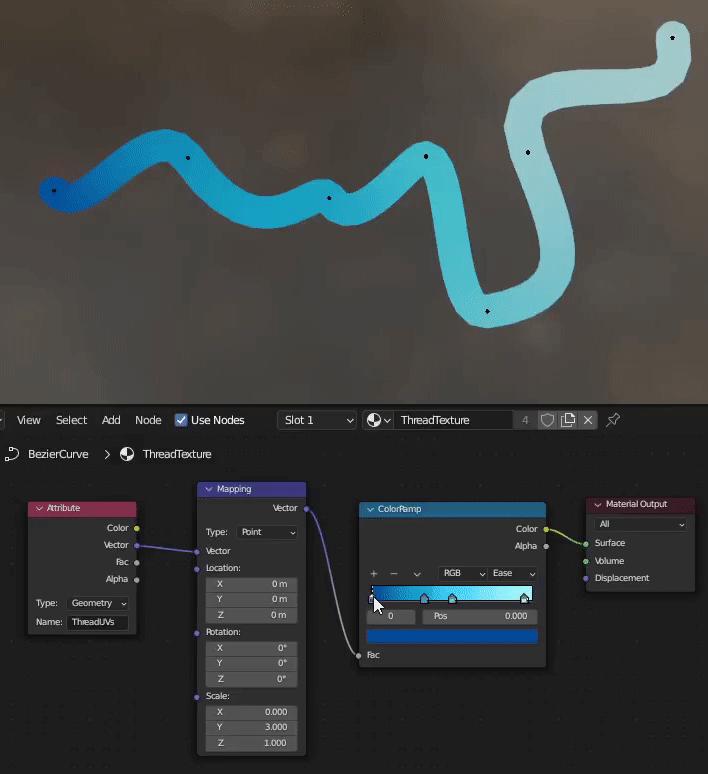 View Select Add Node Use Nodes Slot 1 ThreadTexture 4
BezierCurve > ThreadTexture
Attribute
Color
Vector
Fac
Alpha
Type: Geometry
Name: ThreadUVs
Mapping
Vector
Type: Point
Vector
Location:
X 0 m
Y 0 m
Z 0 m
Rotation:
X 0°
Y 0°
Z 0°
Scale:
X 0.000
Y 3.000
Z 1.000
ColorRamp
Color
Alpha
+ − RGB Ease
0 Pos 0.000
Fac
Material Output
All
Surface
Volume
Displacement